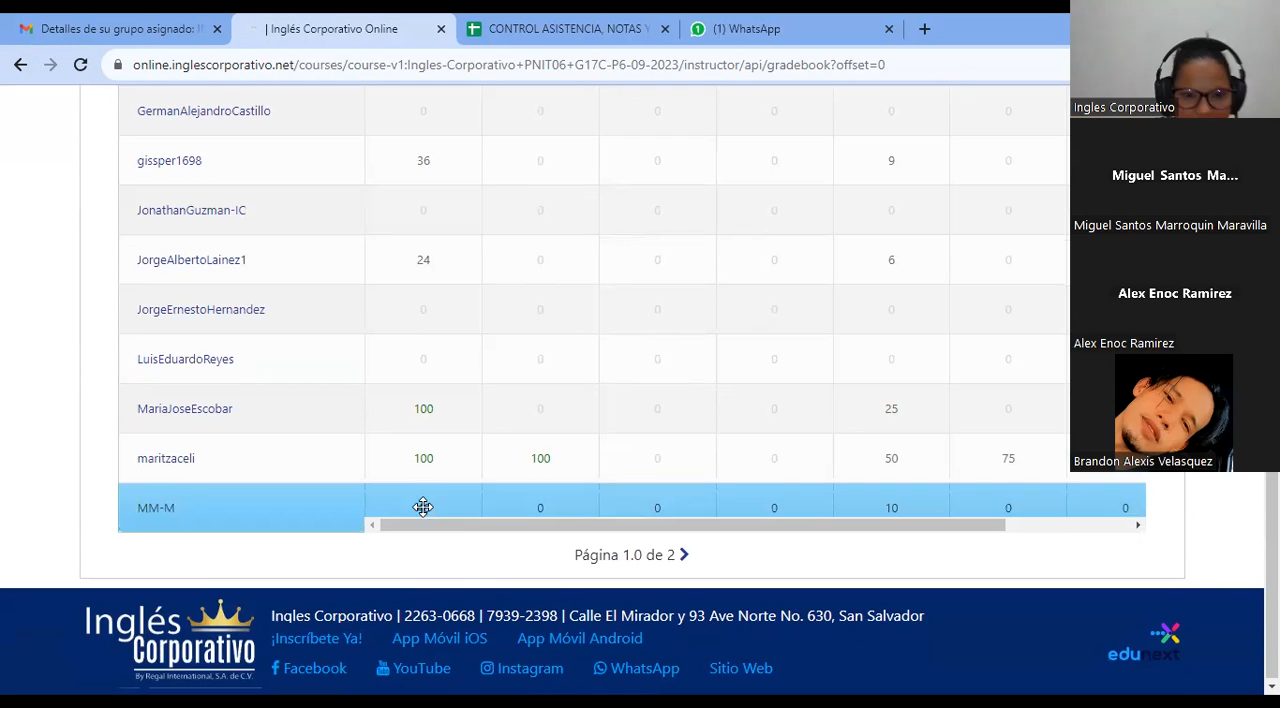 Detalles de su grupo asignado: I
| Inglés Corporativo Online
CONTROL ASISTENCIA, NOTAS Y
(1) WhatsApp
online.inglescorporativo.net/courses/course-v1:Ingles-Corporativo+PNIT06+G17C-P6-09-2023/instructor/api/gradebook?offset=0
GermanAlejandroCastillo 0 0 0 0 0 0
gissper1698 36 0 0 0 9 0
JonathanGuzman-IC 0 0 0 0 0 0
JorgeAlbertoLainez1 24 0 0 0 6 0
JorgeErnestoHernandez 0 0 0 0 0 0
LuisEduardoReyes 0 0 0 0 0 0
MariaJoseEscobar 100 0 0 0 25 0
maritzaceli 100 100 0 0 50 75
MM-M 0 0 0 10 0 0
Página 1.0 de 2
Inglés
Corporativo
By Regal International, S.A. de C.V.
Ingles Corporativo | 2263-0668 | 7939-2398 | Calle El Mirador y 93 Ave Norte No. 630, San Salvador
¡Inscríbete Ya! App Móvil iOS App Móvil Android
Facebook YouTube Instagram WhatsApp Sitio Web
edunext
Ingles Corporativo
Miguel Santos Ma...
Miguel Santos Marroquin Maravilla
Alex Enoc Ramirez
Alex Enoc Ramirez
Brandon Alexis Velasquez